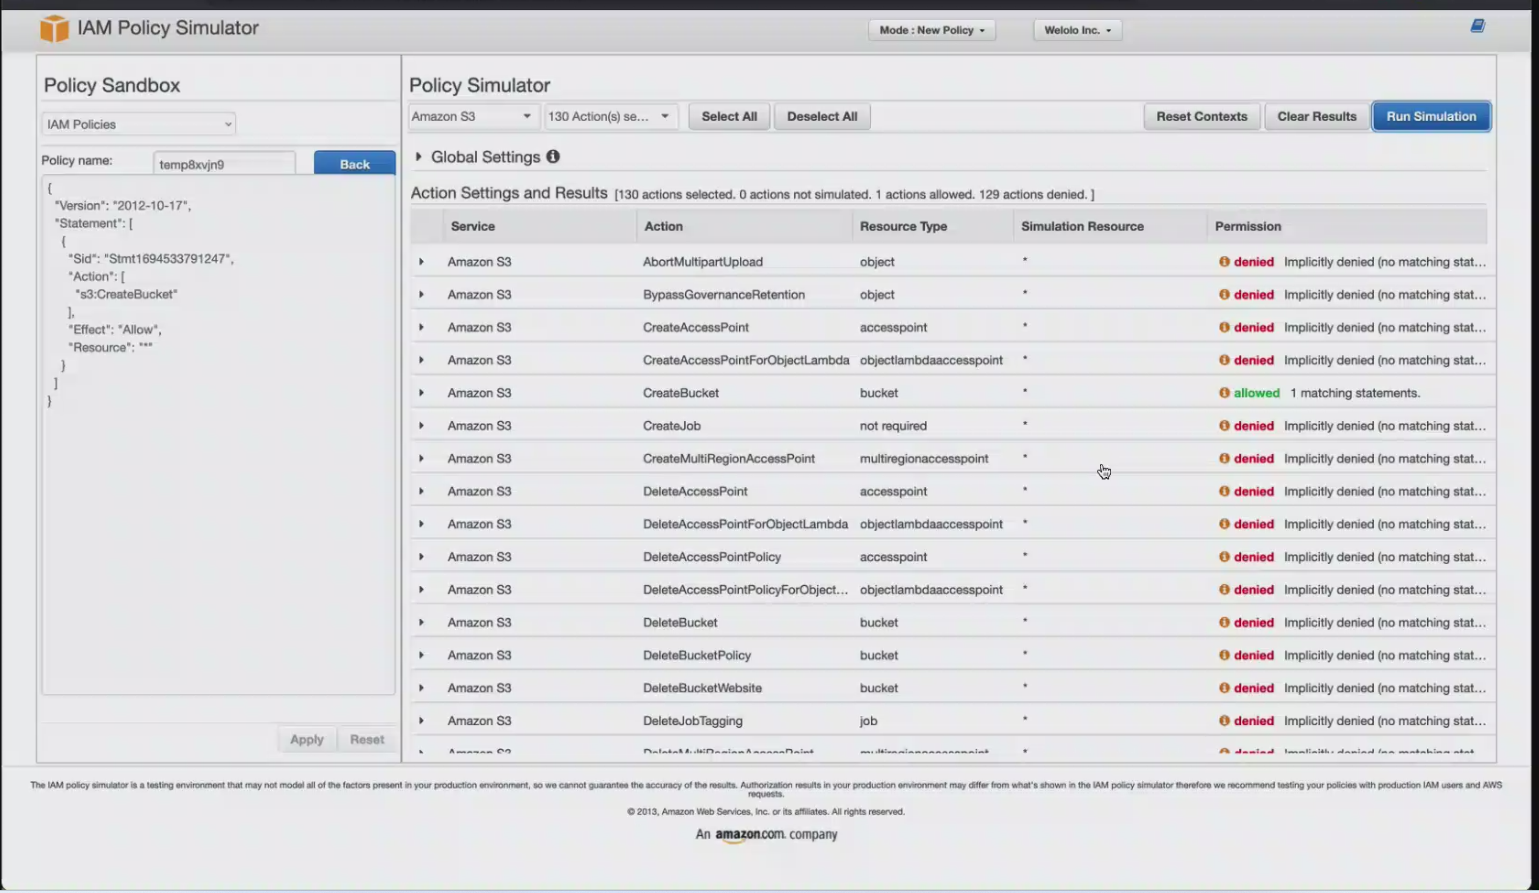 IAM Policy Simulator
Mode : New Policy
Welolo Inc.
Policy Sandbox
IAM Policies
Policy name:
temp8xvjn9
Back
{
"Version": "2012-10-17",
"Statement": [
{
"Sid": "Stmt1694533791247",
"Action": [
"s3:CreateBucket"
],
"Effect": "Allow",
"Resource": "*"
}
]
}
Apply
Reset
Policy Simulator
Amazon S3
130 Action(s) se...
Select All
Deselect All
Reset Contexts
Clear Results
Run Simulation
Global Settings
Action Settings and Results [130 actions selected. 0 actions not simulated. 1 actions allowed. 129 actions denied. ]
Service Action Resource Type Simulation Resource Permission
Amazon S3 AbortMultipartUpload object * denied Implicitly denied (no matching stat...
Amazon S3 BypassGovernanceRetention object * denied Implicitly denied (no matching stat...
Amazon S3 CreateAccessPoint accesspoint * denied Implicitly denied (no matching stat...
Amazon S3 CreateAccessPointForObjectLambda objectlambdaaccesspoint * denied Implicitly denied (no matching stat...
Amazon S3 CreateBucket bucket * allowed 1 matching statements.
Amazon S3 CreateJob not required * denied Implicitly denied (no matching stat...
Amazon S3 CreateMultiRegionAccessPoint multiregionaccesspoint * denied Implicitly denied (no matching stat...
Amazon S3 DeleteAccessPoint accesspoint * denied Implicitly denied (no matching stat...
Amazon S3 DeleteAccessPointForObjectLambda objectlambdaaccesspoint * denied Implicitly denied (no matching stat...
Amazon S3 DeleteAccessPointPolicy accesspoint * denied Implicitly denied (no matching stat...
Amazon S3 DeleteAccessPointPolicyForObject... objectlambdaaccesspoint * denied Implicitly denied (no matching stat...
Amazon S3 DeleteBucket bucket * denied Implicitly denied (no matching stat...
Amazon S3 DeleteBucketPolicy bucket * denied Implicitly denied (no matching stat...
Amazon S3 DeleteBucketWebsite bucket * denied Implicitly denied (no matching stat...
Amazon S3 DeleteJobTagging job * denied Implicitly denied (no matching stat...
Amazon S3 DeleteMultiRegionAccessPoint multiregionaccesspoint * denied Implicitly denied (no matching stat...
The IAM policy simulator is a testing environment that may not model all of the factors present in your production environment, so we cannot guarantee the accuracy of the results. Authorization results in your production environment may differ from what's shown in the IAM policy simulator therefore we recommend testing your policies with production IAM users and AWS
requests.
© 2013, Amazon Web Services, Inc. or its affiliates. All rights reserved.
An amazon.com. company